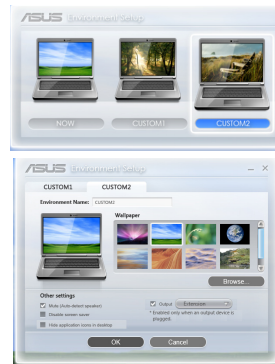 ASUS Environment Setup
NOW
CUSTOM1
CUSTOM2
ASUS Environment Setup
CUSTOM1
CUSTOM2
Environment Name: CUSTOM2
Wallpaper
Browse...
Other settings
Mute (Auto-detect speaker)
Disable screen saver
Hide application icons in desktop
Output
Extension
* Enabled only when an output device is
plugged.
OK
Cancel